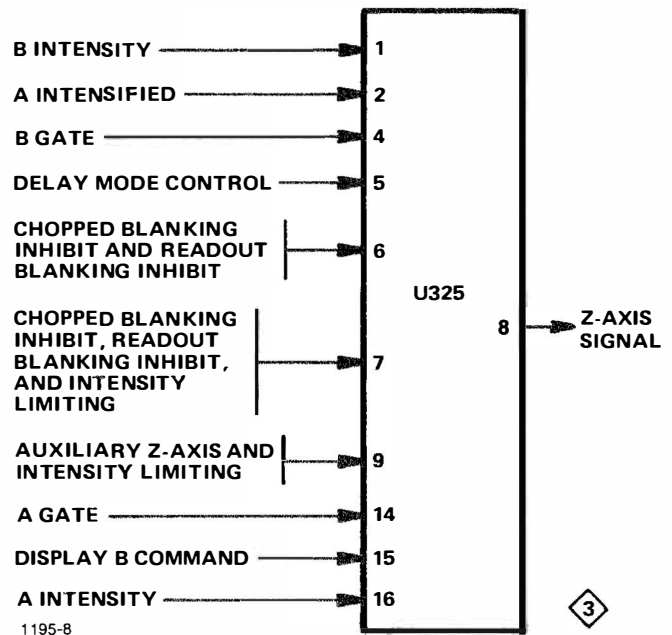 B INTENSITY
1
A INTENSIFIED
2
B GATE
4
DELAY MODE CONTROL
5
CHOPPED BLANKING
INHIBIT AND READOUT
BLANKING INHIBIT
6
U325
CHOPPED BLANKING
INHIBIT, READOUT
BLANKING INHIBIT,
AND INTENSITY
LIMITING
7
8
Z-AXIS
SIGNAL
AUXILIARY Z-AXIS AND
INTENSITY LIMITING
9
A GATE
14
DISPLAY B COMMAND
15
A INTENSITY
16
3
1195-8